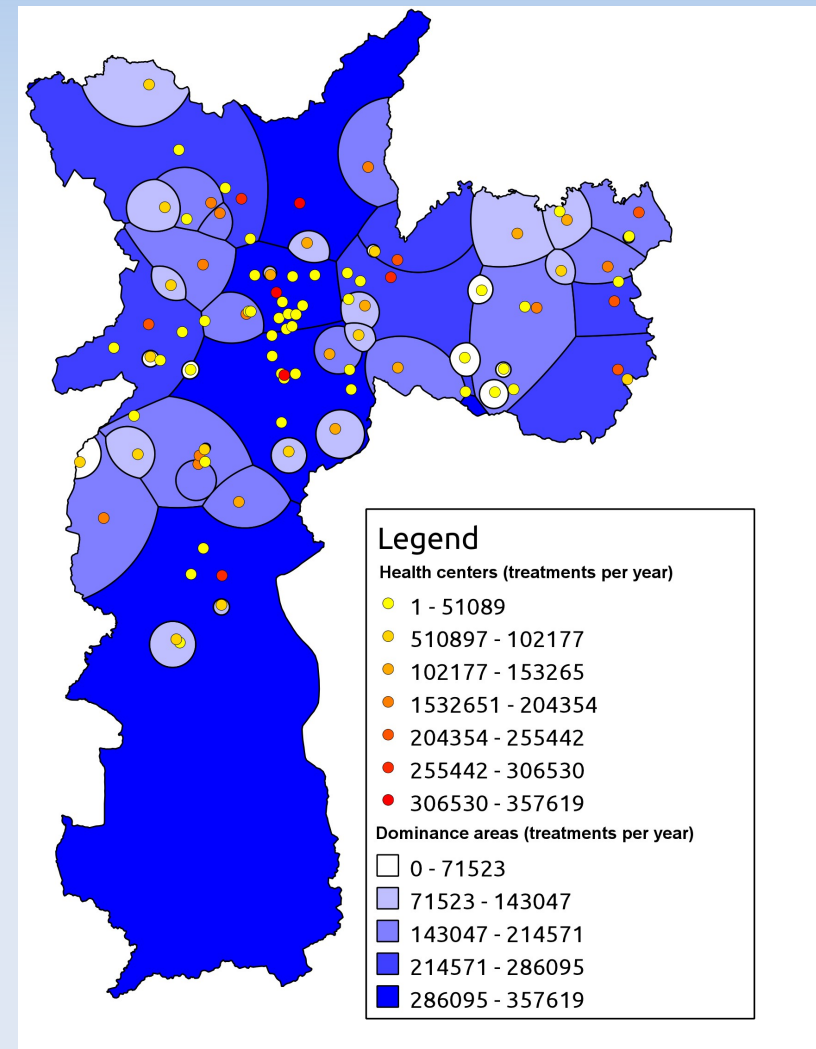 Legend
Health centers (treatments per year)
1 - 51089
510897 - 102177
102177 - 153265
1532651 - 204354
204354 - 255442
255442 - 306530
306530 - 357619
Dominance areas (treatments per year)
0 - 71523
71523 - 143047
143047 - 214571
214571 - 286095
286095 - 357619